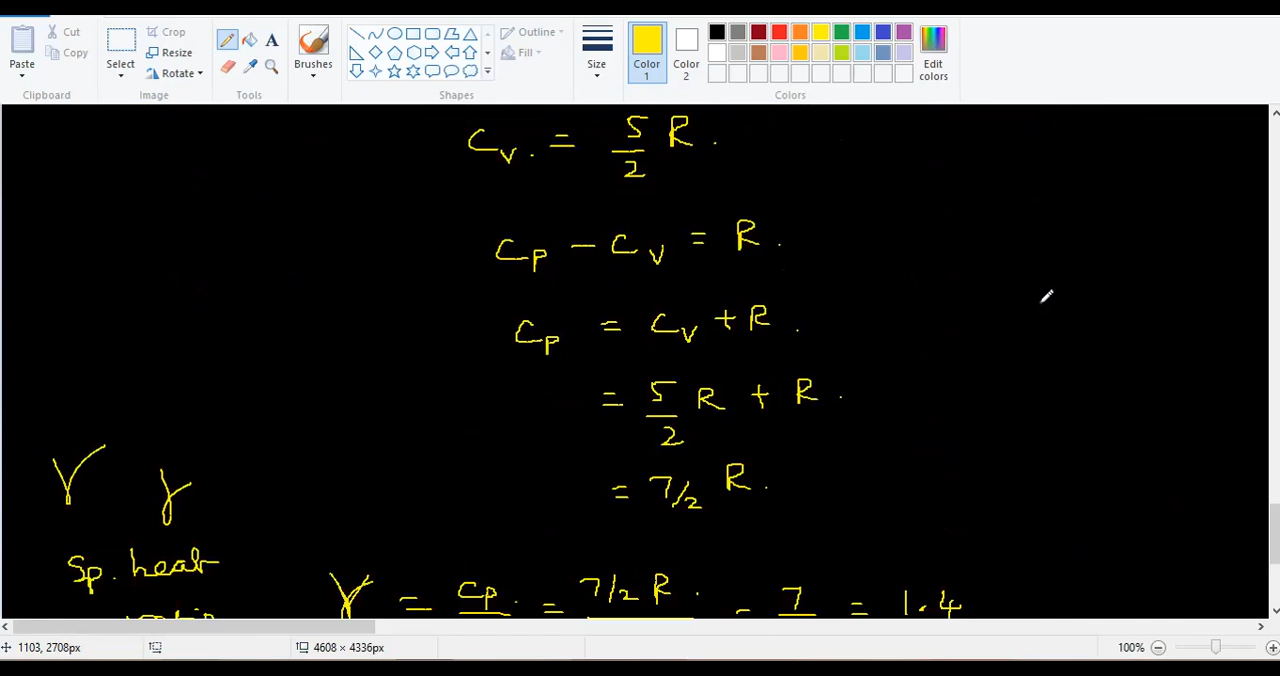 Cut
Copy
Paste
Clipboard
Crop
Resize
Rotate
Select
Image
A
Tools
Brushes
Outline
Fill
Shapes
Size
Color 1
Color 2
Edit colors
Colors
Cv. = 5/2 R.
Cp - Cv = R.
Cp = Cv + R.
= 5/2 R + R.
= 7/2 R.
γ γ
Sp. heat
γ = Cp. = 7/2 R. - 7 = 1.4
1103, 2708px
4608 × 4336px
100%